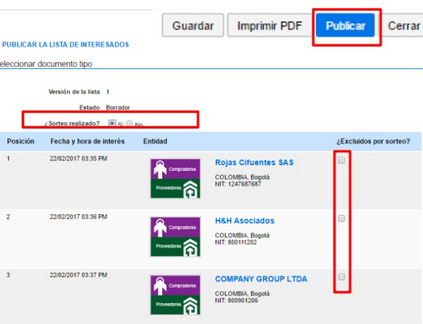 Guardar Imprimir PDF Publicar Cerrar
PUBLICAR LA LISTA DE INTERESADOS
eleccionar documento tipo
Versión de la lista 1
Estado Borrador
¿Sorteo realizado? Si No
Posición Fecha y hora de interés Entidad ¿Excluidos por sorteo?
1 22/02/2017 03:35 PM Compradores Proveedores Rojas Cifuentes SAS
COLOMBIA, Bogotá
NIT: 1247687687
2 22/02/2017 03:36 PM Compradores Proveedores H&H Asociados
COLOMBIA, Bogotá
NIT: 800111202
3 22/02/2017 03:37 PM Compradores Proveedores COMPANY GROUP LTDA
COLOMBIA, Bogotá
NIT: 800901206